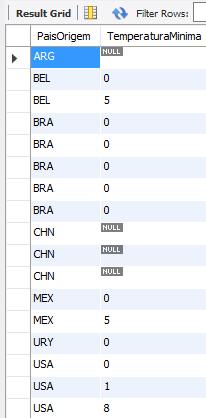 Result Grid Filter Rows:
PaisOrigem TemperaturaMinima
ARG NULL
BEL 0
BEL 5
BRA 0
BRA 0
BRA 0
BRA 0
BRA 0
CHN NULL
CHN NULL
CHN NULL
MEX 0
MEX 5
URY 0
USA 0
USA 1
USA 8